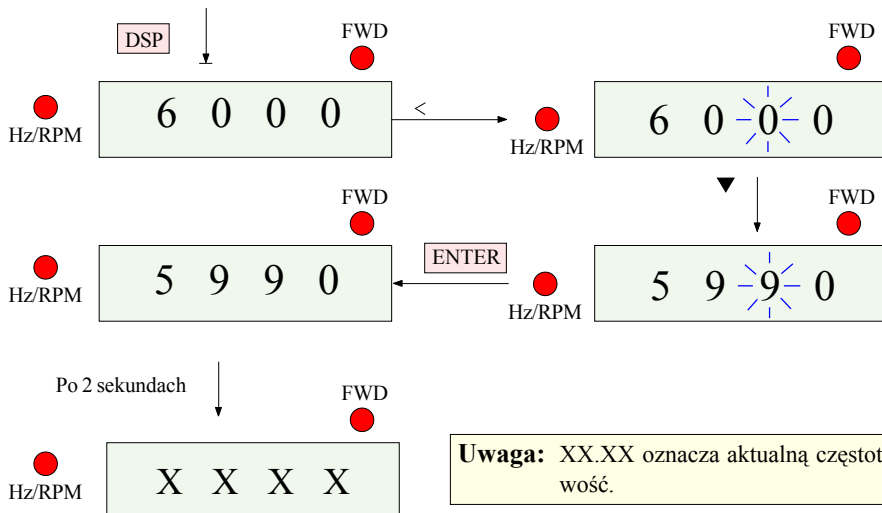 DSP
FWD
FWD
6 0 0 0
<
6 0 0 0
Hz/RPM
Hz/RPM
▼
FWD
FWD
5 9 9 0
ENTER
5 9 9 0
Hz/RPM
Hz/RPM
Po 2 sekundach
FWD
X X X X
Hz/RPM
Uwaga: XX.XX oznacza aktualną częstot
wość.